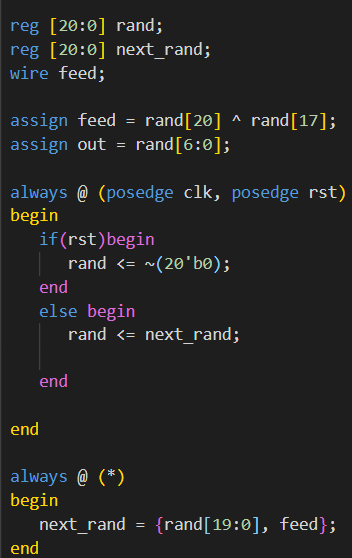 reg [20:0] rand;
reg [20:0] next_rand;
wire feed;
assign feed = rand[20] ^ rand[17];
assign out = rand[6:0];
always @ (posedge clk, posedge rst)
begin
if(rst)begin
rand <= ~(20'b0);
end
else begin
rand <= next_rand;
end
end
always @ (*)
begin
next_rand = {rand[19:0], feed};
end